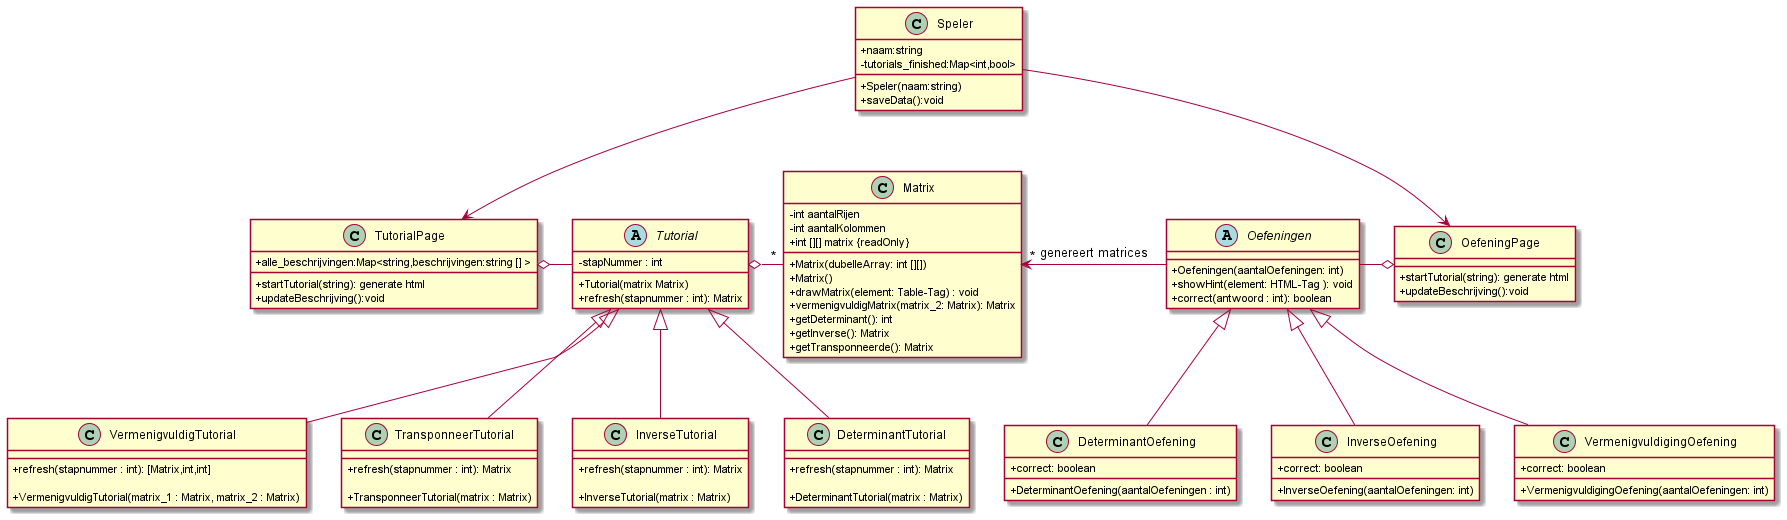 C Speler
+naam:string
-tutorials_finished:Map<int,bool>
+Speler(naam:string)
+saveData():void
C TutorialPage
+alle_beschrijvingen:Map<string,beschrijvingen:string [] >
+startTutorial(string): generate html
+updateBeschrijving():void
A Tutorial
-stapNummer : int
+Tutorial(matrix Matrix)
+refresh(stapnummer : int): Matrix
*
C Matrix
-int aantalRijen
-int aantalKolommen
+int [][] matrix {readOnly}
+Matrix(dubelleArray: int [][])
+Matrix()
+drawMatrix(element: Table-Tag) : void
+vermenigvuldigMatrix(matrix_2: Matrix): Matrix
+getDeterminant(): int
+getInverse(): Matrix
+getTransponneerde(): Matrix
* genereert matrices
A Oefeningen
+Oefeningen(aantalOefeningen: int)
+showHint(element: HTML-Tag ): void
+correct(antwoord : int): boolean
C OefeningPage
+startTutorial(string): generate html
+updateBeschrijving():void
C VermenigvuldigTutorial
+refresh(stapnummer : int): [Matrix,int,int]
+VermenigvuldigTutorial(matrix_1 : Matrix, matrix_2 : Matrix)
C TransponneerTutorial
+refresh(stapnummer : int): Matrix
+TransponneerTutorial(matrix : Matrix)
C InverseTutorial
+refresh(stapnummer : int): Matrix
+InverseTutorial(matrix : Matrix)
C DeterminantTutorial
+refresh(stapnummer : int): Matrix
+DeterminantTutorial(matrix : Matrix)
C DeterminantOefening
+correct: boolean
+DeterminantOefening(aantalOefeningen : int)
C InverseOefening
+correct: boolean
+InverseOefening(aantalOefeningen: int)
C VermenigvuldigingOefening
+correct: boolean
+VermenigvuldigingOefening(aantalOefeningen: int)